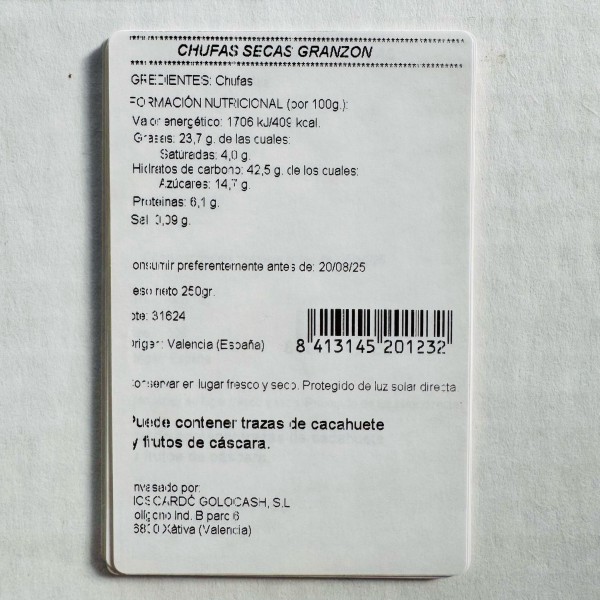 CHUFAS SECAS GRANZON
GREDIENTES: Chufas
FORMACIÓN NUTRICIONAL (por 100g.):
Valor energético: 1706 kJ/409 kcal.
Grasas: 23,7 g. de las cuales:
Saturadas: 4,0 g.
Hidratos de carbono: 42,5 g. de los cuales:
Azúcares: 14,7 g.
Proteinas: 6,1 g.
Sal: 0,09 g.
onsumir preferentemente antes de: 20/08/25
eso neto 250gr.
ote: 31624
origen: Valencia (España)
8 413145 201232
Conservar en lugar fresco y seco. Protegido de luz solar directa
Puede contener trazas de cacahuete
y frutos de cáscara.
nvasado por:
CARDÓ GOLOCASH, S.L
olígono Ind. B parc 6
Xátiva (Valencia)